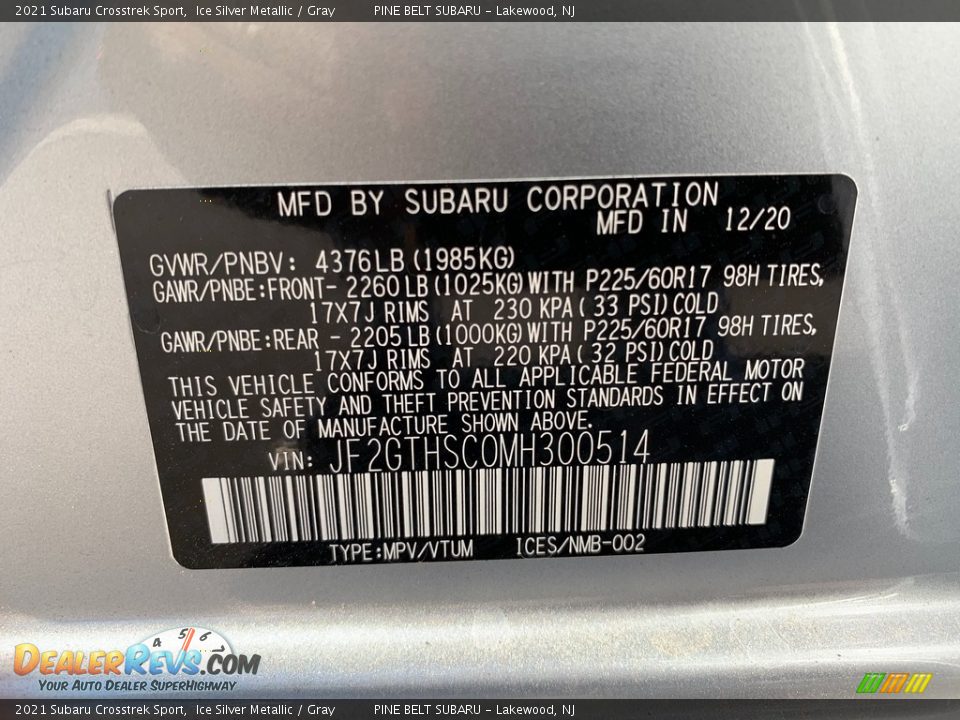 2021 Subaru Crosstrek Sport, Ice Silver Metallic / Gray PINE BELT SUBARU - Lakewood, NJ
MFD BY SUBARU CORPORATION
MFD IN 12/20
GVWR/PNBV: 4376LB(1985KG)
GAWR/PNBE:FRONT- 2260LB(1025KG)WITH P225/60R17 98H TIRES,
17X7J RIMS AT 230 KPA(33 PSI)COLD
GAWR/PNBE:REAR - 2205LB(1000KG)WITH P225/60R17 98H TIRES,
17X7J RIMS AT 220 KPA(32 PSI)COLD
THIS VEHICLE CONFORMS TO ALL APPLICABLE FEDERAL MOTOR
VEHICLE SAFETY AND THEFT PREVENTION STANDARDS IN EFFECT ON
THE DATE OF MANUFACTURE SHOWN ABOVE.
VIN: JF2GTHSC0MH300514
TYPE:MPV/VTUM ICES/NMB-002
4 5 6
DEALERREVS.COM
YOUR AUTO DEALER SUPERHIGHWAY
2021 Subaru Crosstrek Sport, Ice Silver Metallic / Gray PINE BELT SUBARU - Lakewood, NJ